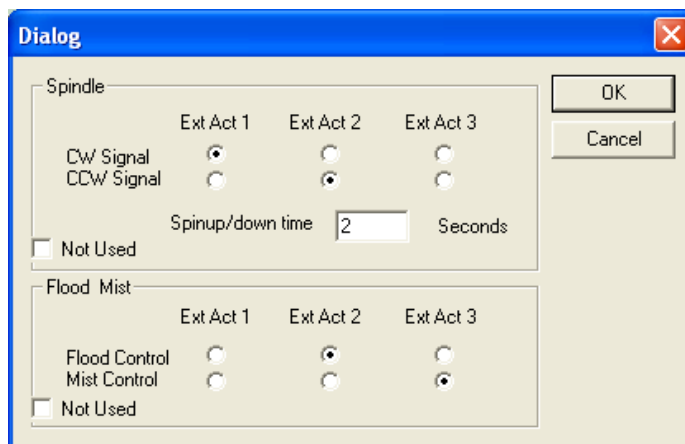 Dialog
Spindle
OK
Cancel
Ext Act 1 Ext Act 2 Ext Act 3
CW Signal
CCW Signal
Spinup/down time 2 Seconds
Not Used
Flood Mist
Ext Act 1 Ext Act 2 Ext Act 3
Flood Control
Mist Control
Not Used